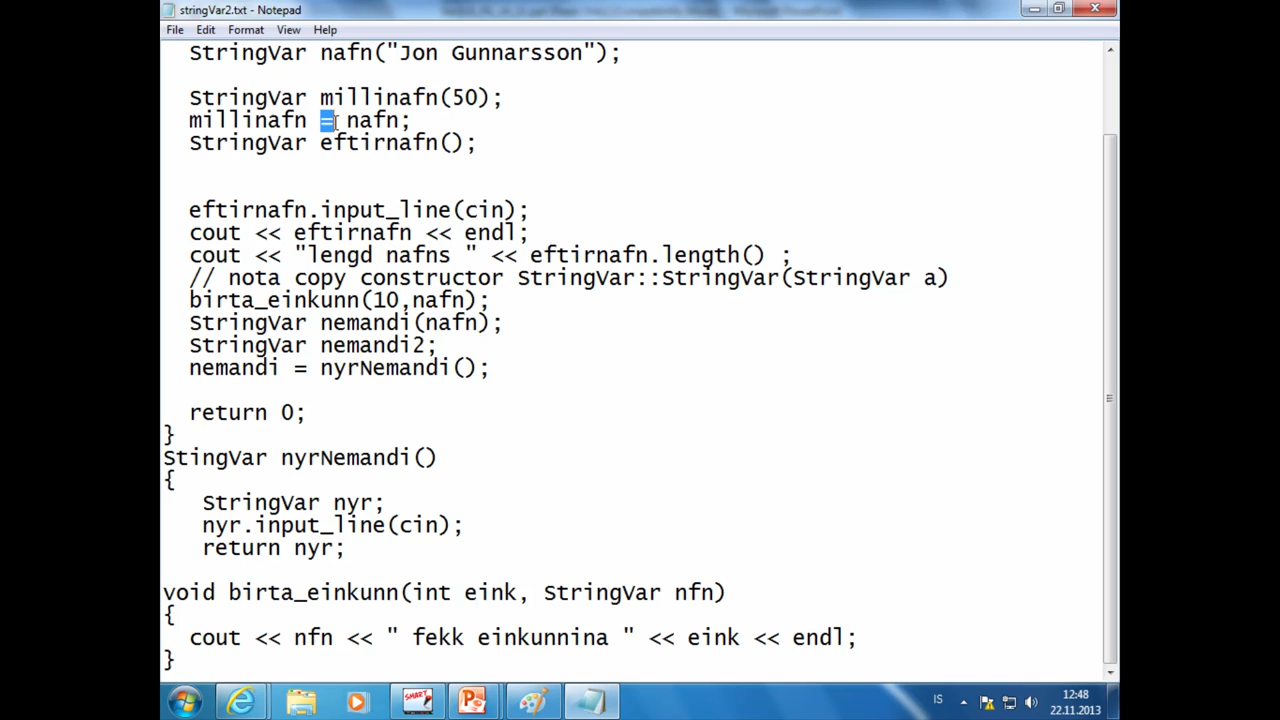 stringVar2.txt - Notepad
File Edit Format View Help
StringVar nafn("Jon Gunnarsson");
StringVar millinafn(50);
millinafn = nafn;
StringVar eftirnafn();
eftirnafn.input_line(cin);
cout << eftirnafn << endl;
cout << "lengd nafns " << eftirnafn.length() ;
// nota copy constructor StringVar::StringVar(StringVar a)
birta_einkunn(10,nafn);
StringVar nemandi(nafn);
StringVar nemandi2;
nemandi = nyrNemandi();
return 0;
}
StingVar nyrNemandi()
{
StringVar nyr;
nyr.input_line(cin);
return nyr;
void birta_einkunn(int eink, StringVar nfn)
{
cout << nfn << " fekk einkunnina " << eink << endl;
}
SMART
IS
12:48
22.11.2013